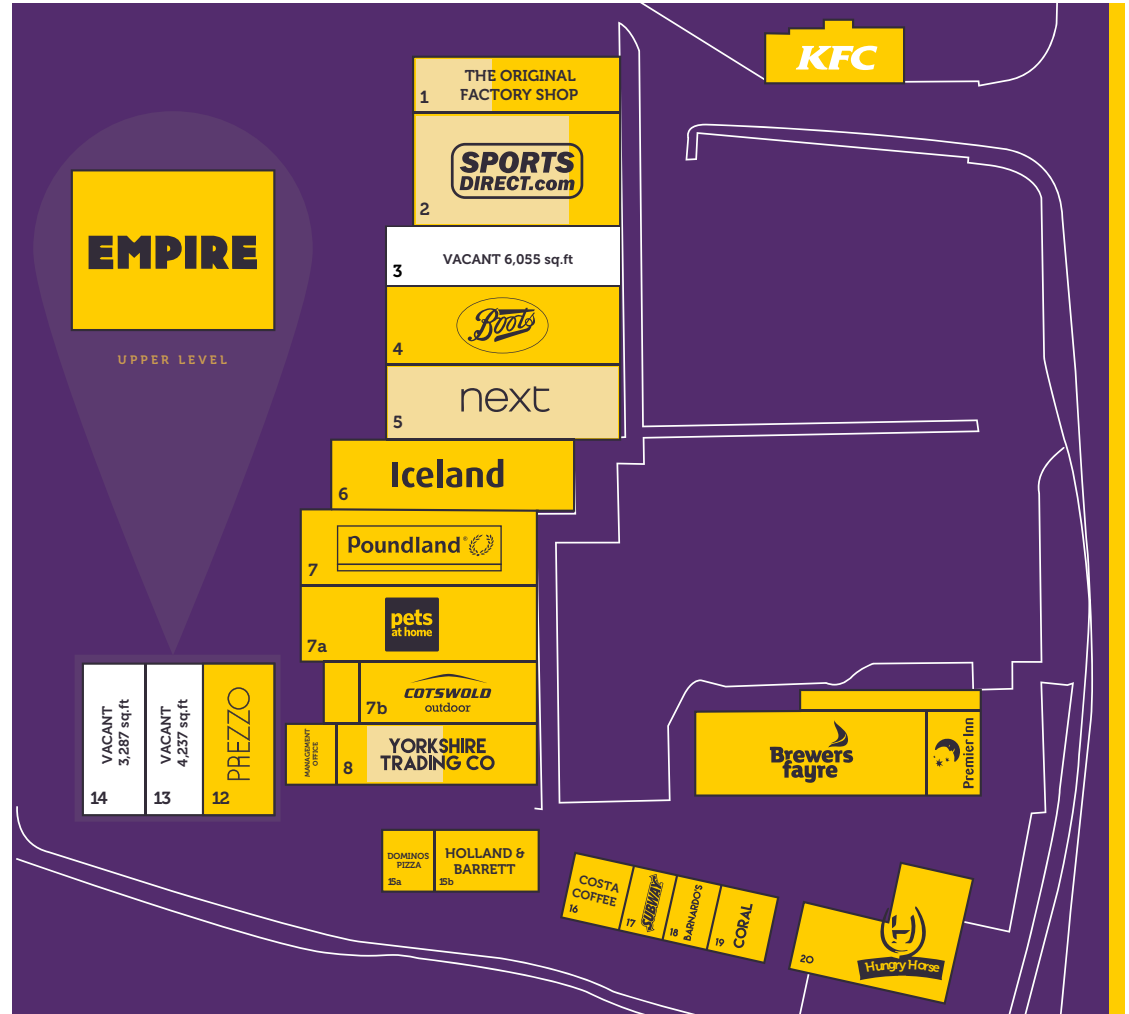 KFC
THE ORIGINAL
FACTORY SHOP
1
SPORTS
DIRECT.com
2
VACANT 6,055 sq.ft
3
EMPIRE
UPPER LEVEL
Boots
4
next
5
Iceland
6
Poundland®
7
pets
at home
7a
COTSWOLD
outdoor
7b
MANAGEMENT
OFFICE
8
YORKSHIRE
TRADING CO
VACANT
3,287 sq.ft
14
VACANT
4,237 sq.ft
13
PREZZO
12
Brewers
fayre
Premier Inn
DOMINOS
PIZZA
15a
HOLLAND &
BARRETT
15b
COSTA
COFFEE
16
SUBWAY
17
BARNARDO'S
18
CORAL
19
20
Hungry Horse